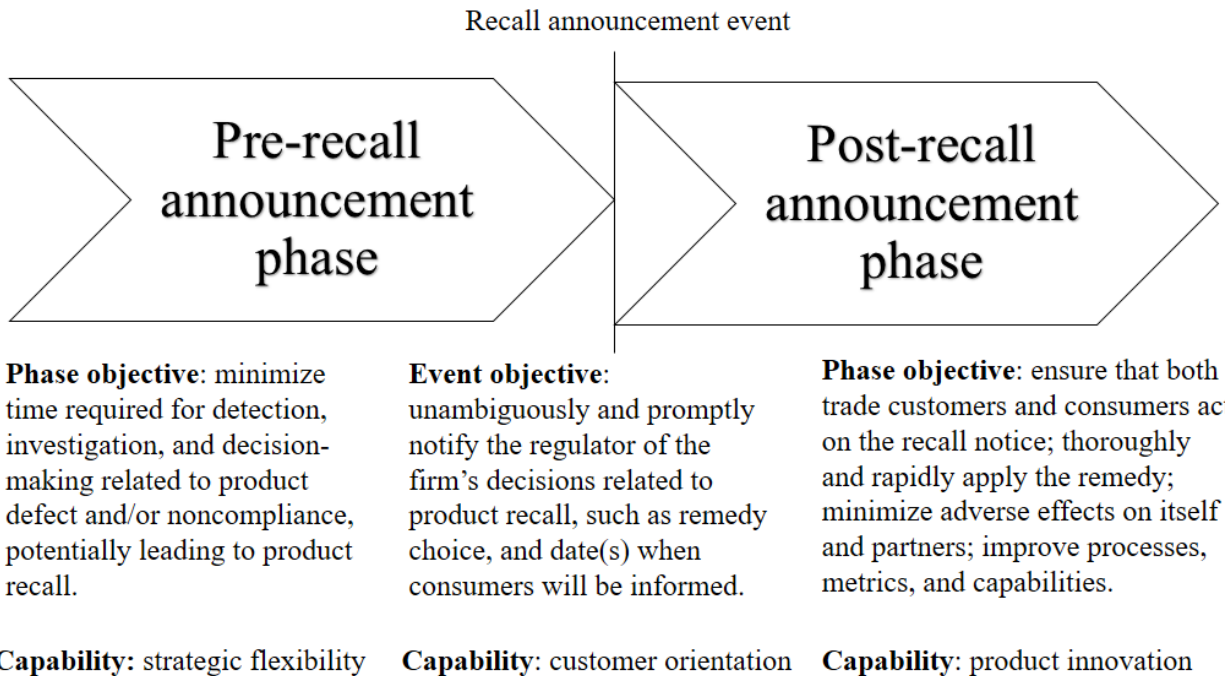 Recall announcement event
Pre-recall
announcement
phase
Post-recall
announcement
phase
Phase objective: minimize
time required for detection,
investigation, and decision-
making related to product
defect and/or noncompliance,
potentially leading to product
recall.
Capability: strategic flexibility
Event objective:
unambiguously and promptly
notify the regulator of the
firm’s decisions related to
product recall, such as remedy
choice, and date(s) when
consumers will be informed.
Capability: customer orientation
Phase objective: ensure that both
trade customers and consumers act
on the recall notice; thoroughly
and rapidly apply the remedy;
minimize adverse effects on itself
and partners; improve processes,
metrics, and capabilities.
Capability: product innovation